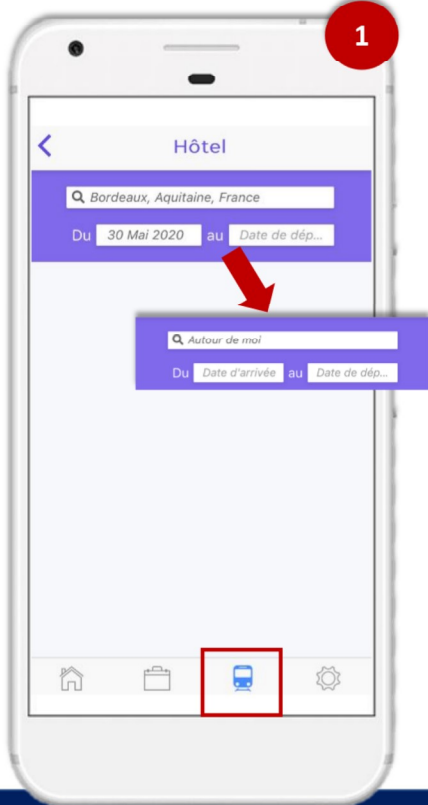 1
Hôtel
Bordeaux, Aquitaine, France
Du 30 Mai 2020 au Date de dép...
Autour de moi
Du Date d'arrivée au Date de dép...